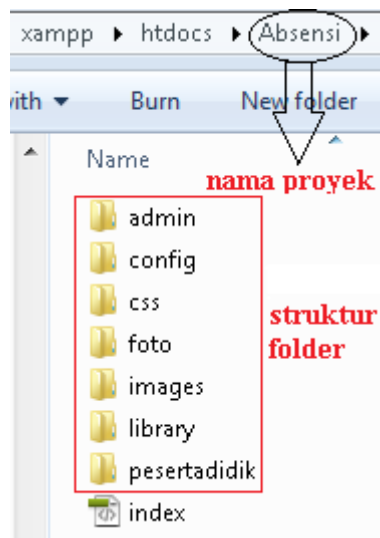 xampp htdocs Absensi
with Burn New folder
Name
nama proyek
admin
config
css
struktur
foto
folder
images
library
pesertadidik
index